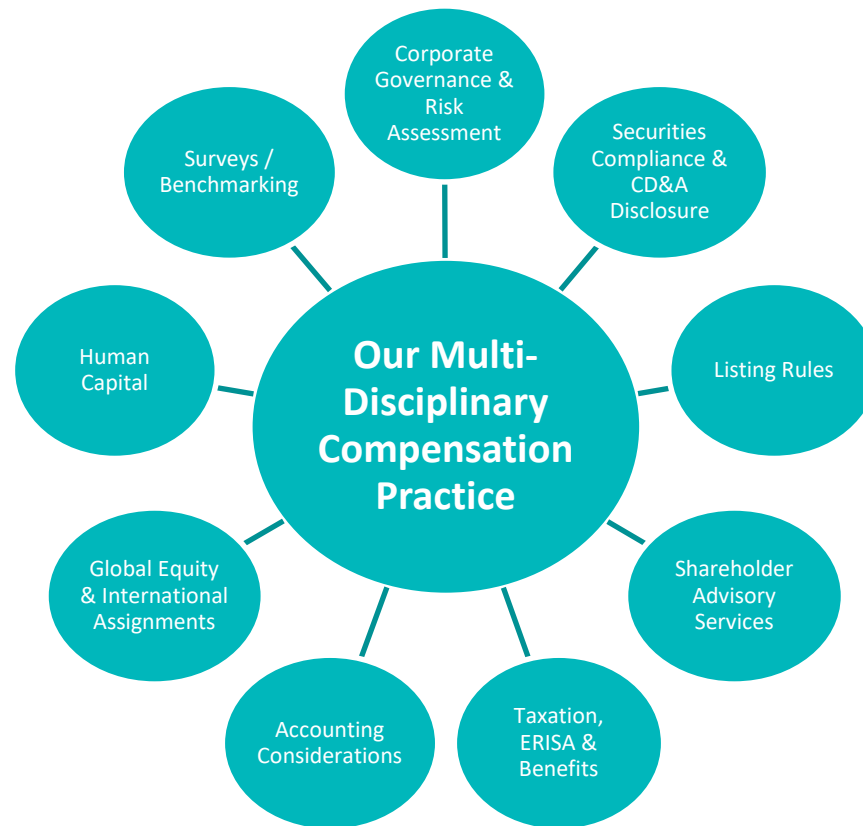 Corporate
Governance &
Risk
Assessment
Securities
Compliance &
CD&A
Disclosure
Listing Rules
Shareholder
Advisory
Services
Taxation,
ERISA &
Benefits
Accounting
Considerations
Global Equity
& International
Assignments
Human
Capital
Surveys /
Benchmarking
Our Multi-
Disciplinary
Compensation
Practice